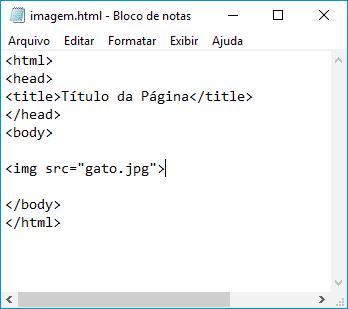 imagem.html - Bloco de notas
Arquivo Editar Formatar Exibir Ajuda
<html>
<head>
<title>Título da Página</title>
</head>
<body>
<img src="gato.jpg">
</body>
</html>